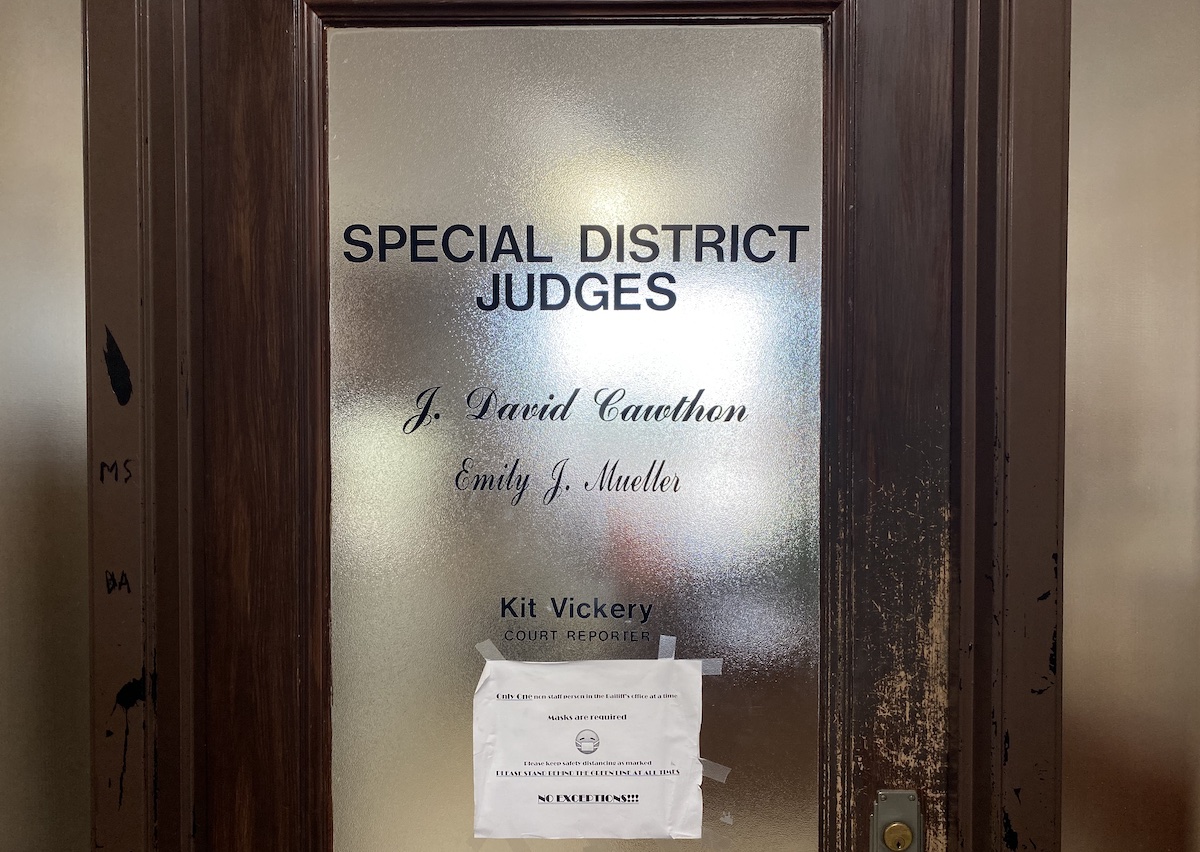 SPECIAL DISTRICT
JUDGES
J. David Cawthon
MS
Emily J. Mueller
BA
Kit Vickery
COURT REPORTER
Only One non staff person in the Bailiff's office at a time
Masks are required
Please keep safety distancing as marked
PLEASE STAND BEHIND THE GREEN LINE AT ALL TIMES
NO EXCEPTIONS!!!